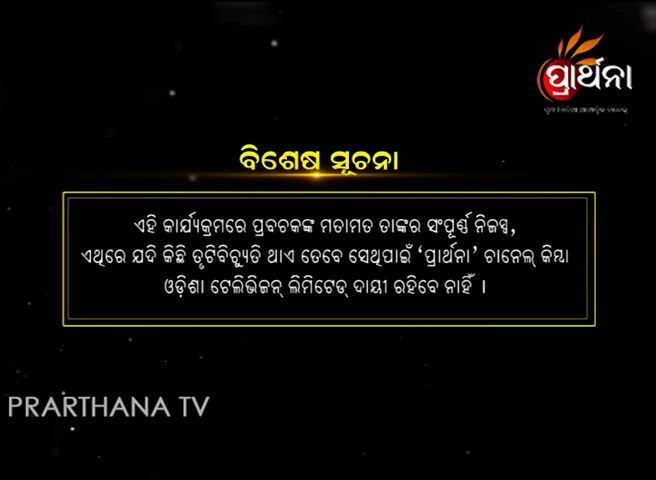 ପ୍ରାର୍ଥନା
ବିଶେଷ ସୂଚନା
ଏହି କାର୍ଯ୍ୟକ୍ରମରେ ପ୍ରବଚକଙ୍କ ମତାମତ ତାଙ୍କର ସଂପୂର୍ଣ୍ଣ ନିଜସ୍ୱ,
ଏଥିରେ ଯଦି କିଛି ତୃଟିବିଚ୍ୟୁତି ଥାଏ ତେବେ ସେଥିପାଇଁ ‘ପ୍ରାର୍ଥନା’ ଚାନେଲ୍ କିମ୍ବା
ଓଡ଼ିଶା ଟେଲିଭିଜନ୍ ଲିମିଟେଡ୍ ଦାୟୀ ରହିବେ ନାହିଁ ।
PRARTHANA TV